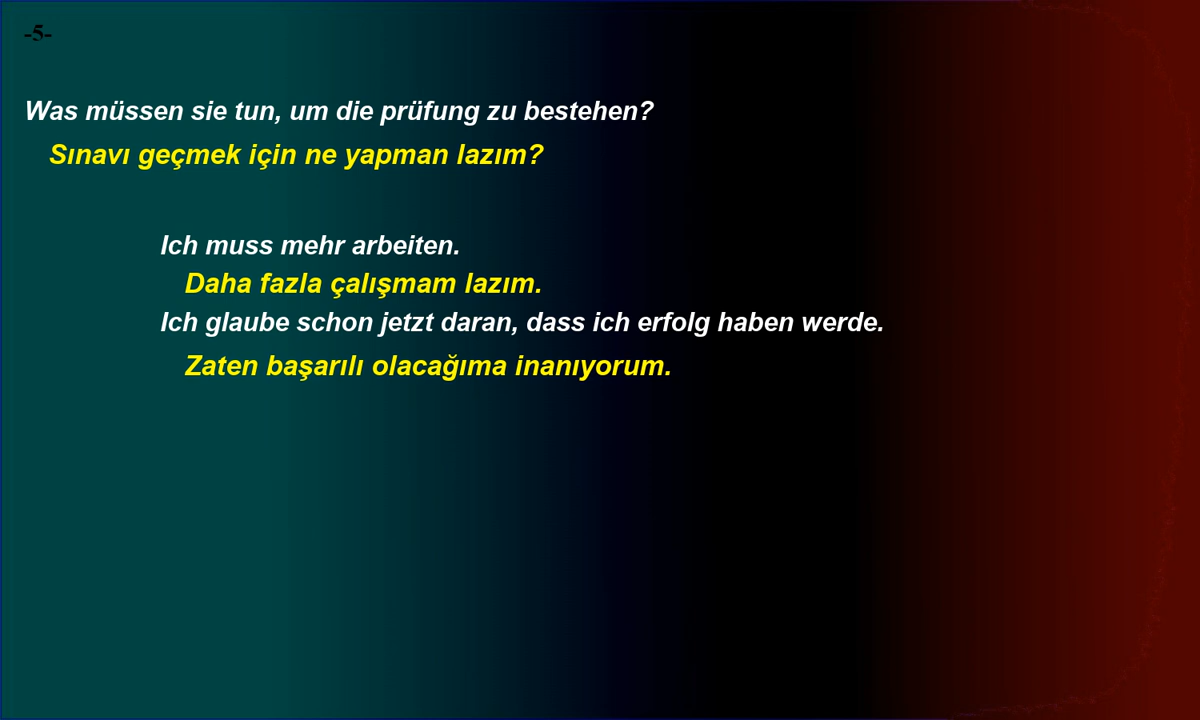 -5-
Was müssen sie tun, um die prüfung zu bestehen?
Sınavı geçmek için ne yapman lazım?
Ich muss mehr arbeiten.
Daha fazla çalışmam lazım.
Ich glaube schon jetzt daran, dass ich erfolg haben werde.
Zaten başarılı olacağıma inanıyorum.